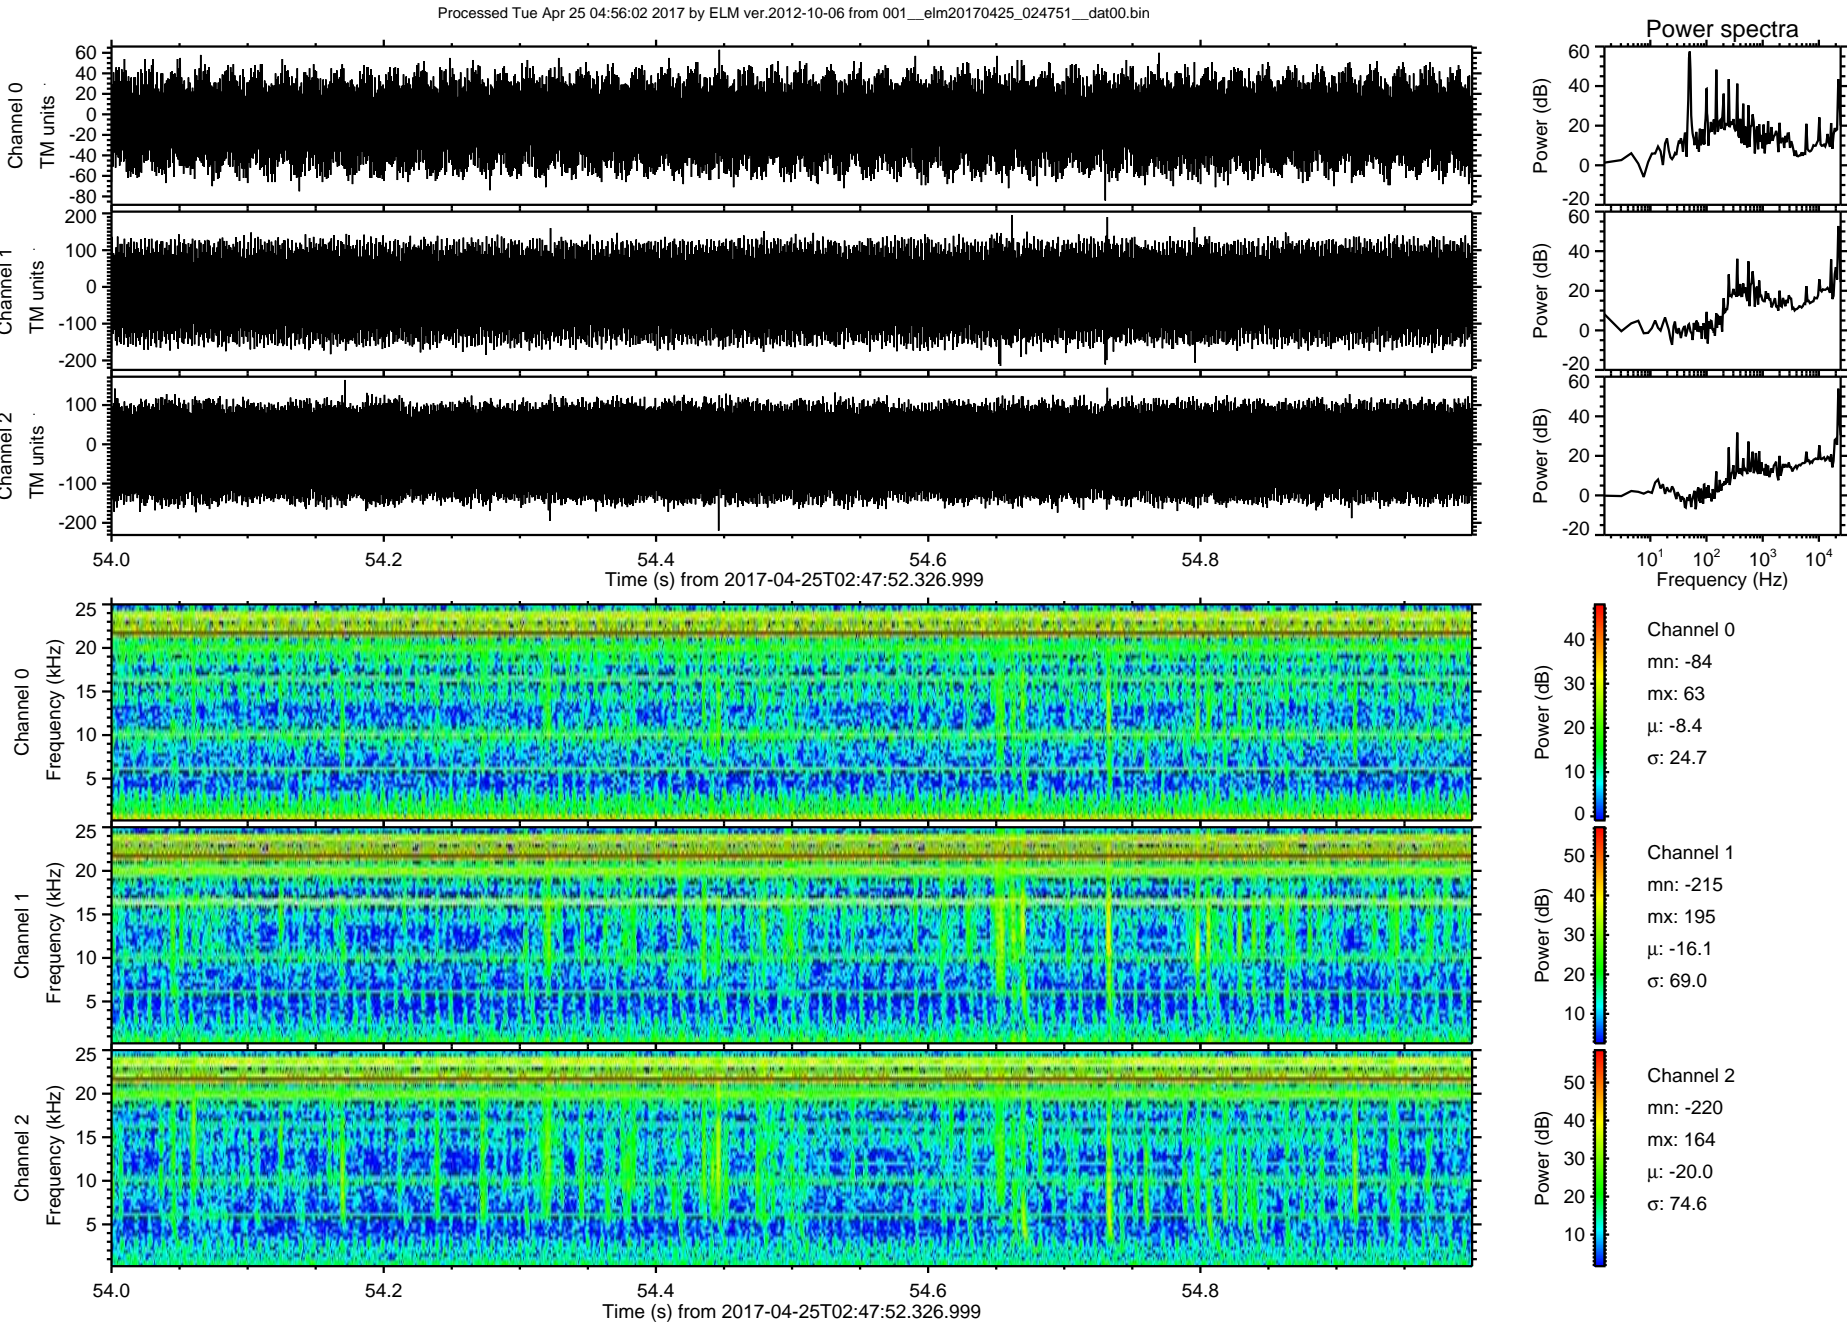 Processed Tue Apr 25 04:56:02 2017 by ELM ver.2012-10-06 from 001__elm20170425_024751__dat00.bin
Power spectra
Channel 0
TM units
60
40
20
0
-20
-40
-60
-80
Power (dB)
60
40
20
0
-20
Channel 1
TM units
200
100
0
-100
-200
Power (dB)
60
40
20
0
-20
Channel 2
TM units
100
0
-100
-200
Power (dB)
60
40
20
0
-20
54.0 54.2 54.4 54.6 54.8
Time (s) from 2017-04-25T02:47:52.326.999
10^1 10^2 10^3 10^4
Frequency (Hz)
Channel 0
Frequency (kHz)
25
20
15
10
5
Power (dB)
40
30
20
10
0
Channel 0
mn: -84
mx: 63
µ: -8.4
σ: 24.7
Channel 1
Frequency (kHz)
25
20
15
10
5
Power (dB)
50
40
30
20
10
Channel 1
mn: -215
mx: 195
µ: -16.1
σ: 69.0
Channel 2
Frequency (kHz)
25
20
15
10
5
Power (dB)
50
40
30
20
10
Channel 2
mn: -220
mx: 164
µ: -20.0
σ: 74.6
54.0 54.2 54.4 54.6 54.8
Time (s) from 2017-04-25T02:47:52.326.999